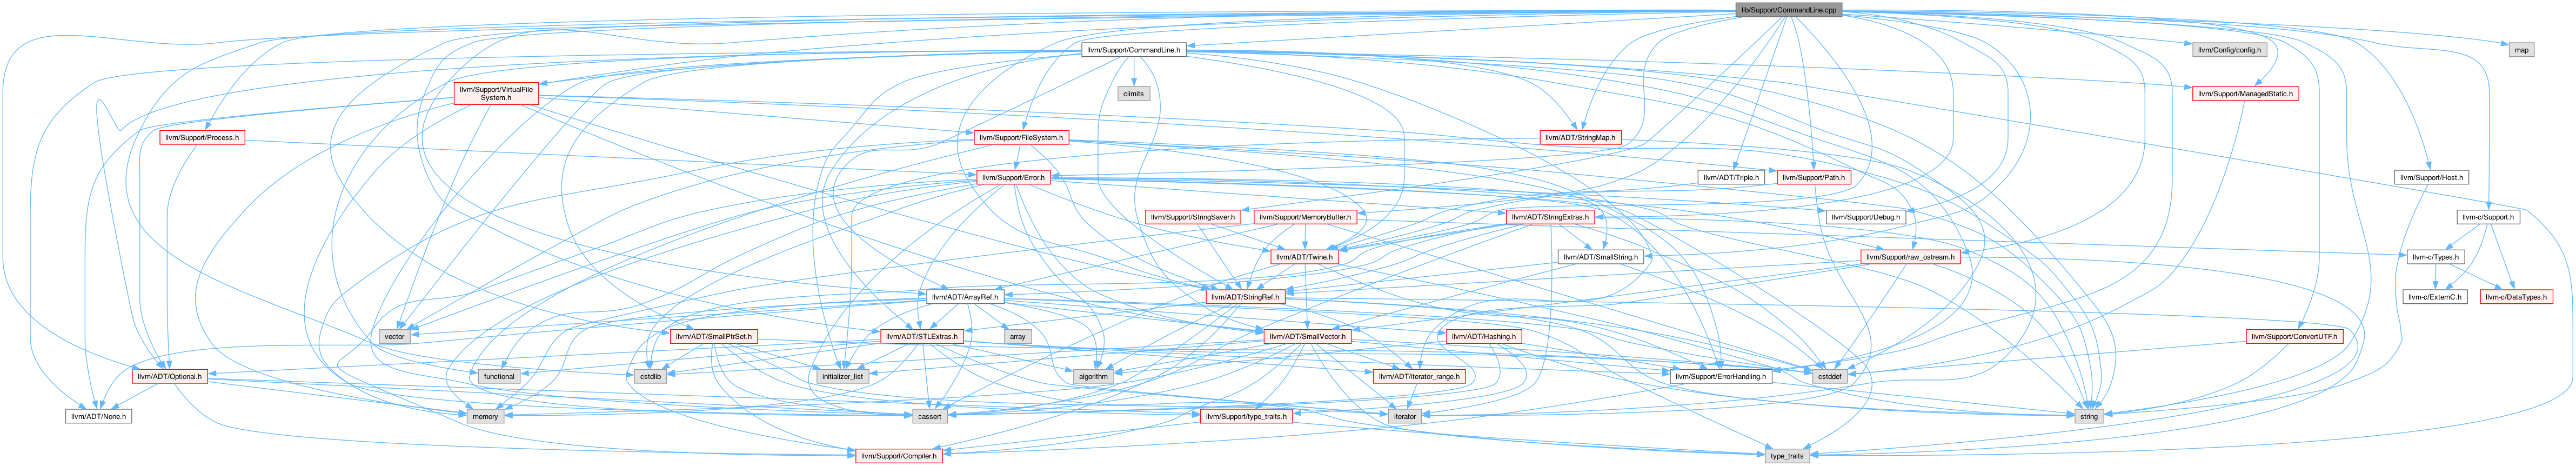 lib/Support/CommandLine.cpp
llvm/Support/CommandLine.h
llvm/Config/config.h
map
llvm/Support/VirtualFile
System.h
climits
llvm/Support/ManagedStatic.h
llvm/Support/Process.h
llvm/Support/FileSystem.h
llvm/ADT/StringMap.h
llvm/Support/Error.h
llvm/ADT/Triple.h
llvm/Support/Path.h
llvm/Support/Host.h
llvm/Support/StringSaver.h
llvm/Support/MemoryBuffer.h
llvm/ADT/StringExtras.h
llvm/Support/Debug.h
llvm-c/Support.h
llvm/ADT/Twine.h
llvm/ADT/SmallString.h
llvm/Support/raw_ostream.h
llvm-c/Types.h
llvm/ADT/ArrayRef.h
llvm/ADT/StringRef.h
llvm-c/ExternC.h
llvm-c/DataTypes.h
vector
llvm/ADT/SmallPtrSet.h
llvm/ADT/STLExtras.h
array
llvm/ADT/SmallVector.h
llvm/ADT/Hashing.h
llvm/Support/ConvertUTF.h
llvm/ADT/Optional.h
functional
cstdlib
initializer_list
algorithm
llvm/ADT/iterator_range.h
llvm/Support/ErrorHandling.h
cstddef
llvm/ADT/None.h
memory
cassert
llvm/Support/type_traits.h
iterator
string
llvm/Support/Compiler.h
type_traits